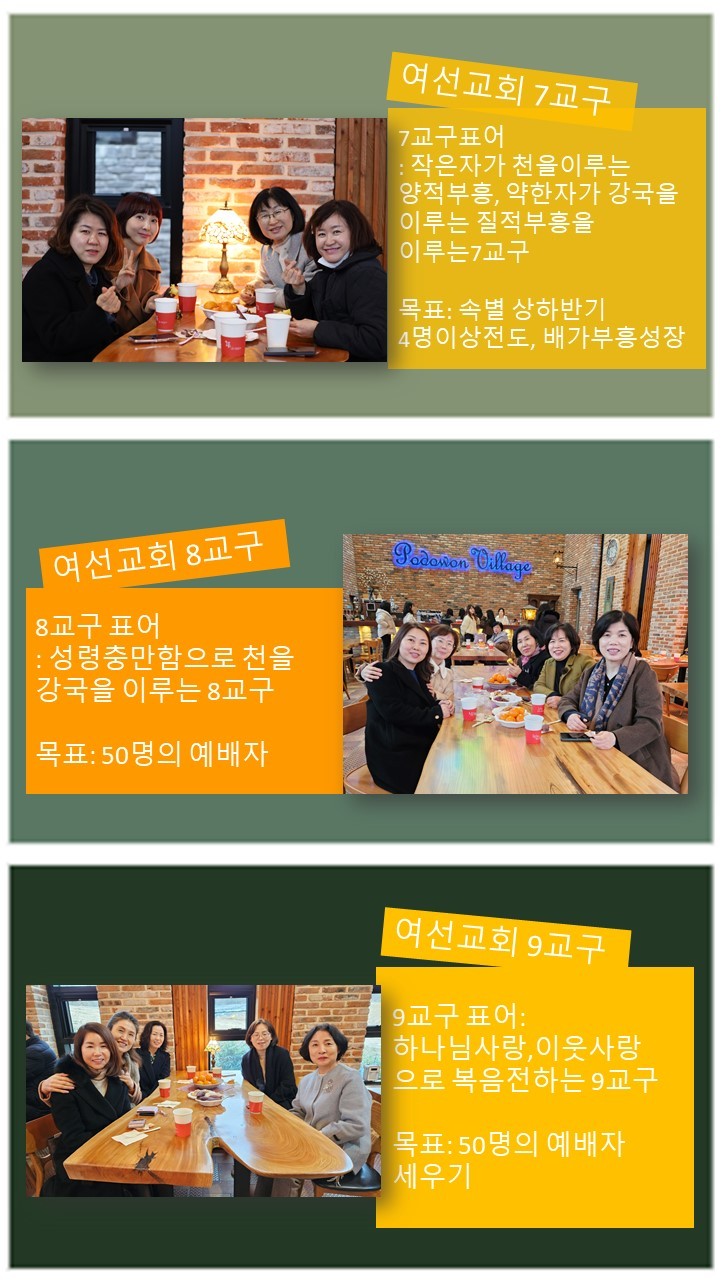 여선교회 7교구
7교구표어
: 작은자가 천을이루는
양적부흥, 약한자가 강국을
이루는 질적부흥을
이루는7교구
목표: 속별 상하반기
4명이상전도, 배가부흥성장
여선교회 8교구
8교구 표어
: 성령충만함으로 천을
강국을 이루는 8교구
목표: 50명의 예배자
Podowon Village
여선교회 9교구
9교구 표어:
하나님사랑,이웃사랑
으로 복음전하는 9교구
목표: 50명의 예배자
세우기